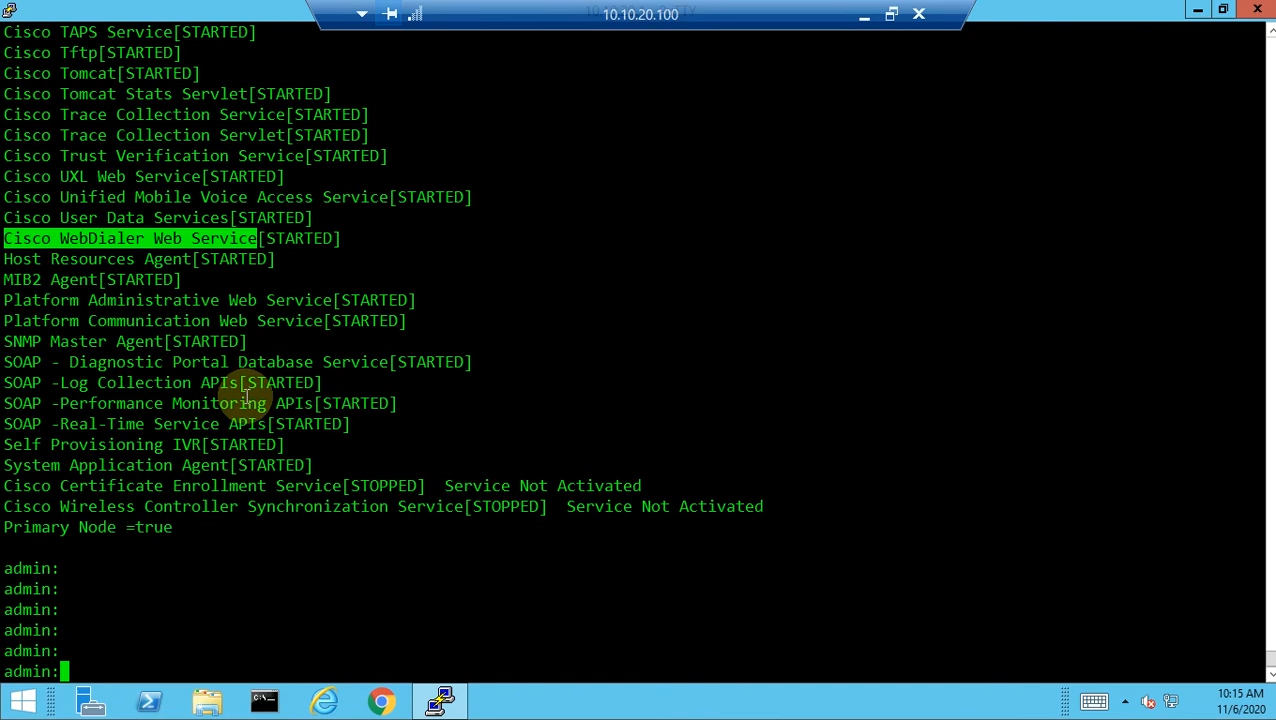 10.10.20.100
Cisco TAPS Service[STARTED]
Cisco Tftp[STARTED]
Cisco Tomcat[STARTED]
Cisco Tomcat Stats Servlet[STARTED]
Cisco Trace Collection Service[STARTED]
Cisco Trace Collection Servlet[STARTED]
Cisco Trust Verification Service[STARTED]
Cisco UXL Web Service[STARTED]
Cisco Unified Mobile Voice Access Service[STARTED]
Cisco User Data Services[STARTED]
Cisco WebDialer Web Service[STARTED]
Host Resources Agent[STARTED]
MIB2 Agent[STARTED]
Platform Administrative Web Service[STARTED]
Platform Communication Web Service[STARTED]
SNMP Master Agent[STARTED]
SOAP - Diagnostic Portal Database Service[STARTED]
SOAP -Log Collection APIs[STARTED]
SOAP -Performance Monitoring APIs[STARTED]
SOAP -Real-Time Service APIs[STARTED]
Self Provisioning IVR[STARTED]
System Application Agent[STARTED]
Cisco Certificate Enrollment Service[STOPPED]  Service Not Activated
Cisco Wireless Controller Synchronization Service[STOPPED]  Service Not Activated
Primary Node =true
admin:
admin:
admin:
admin:
admin:
admin:
10:15 AM
11/6/2020